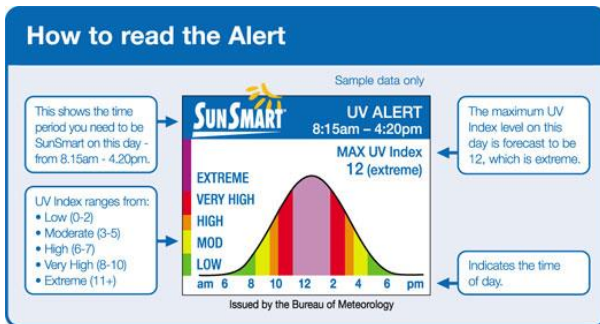 How to read the Alert
Sample data only
This shows the time
period you need to be
SunSmart on this day -
from 8.15am - 4.20pm.
UV Index ranges from:
• Low (0-2)
• Moderate (3-5)
• High (6-7)
• Very High (8-10)
• Extreme (11+)
SUNSMART
UV ALERT
8:15am – 4:20pm
MAX UV Index
12 (extreme)
EXTREME
VERY HIGH
HIGH
MOD
LOW
am 6 8 10 12 2 4 6 pm
Issued by the Bureau of Meteorology
The maximum UV
Index level on this
day is forecast to be
12, which is extreme.
Indicates the time
of day.